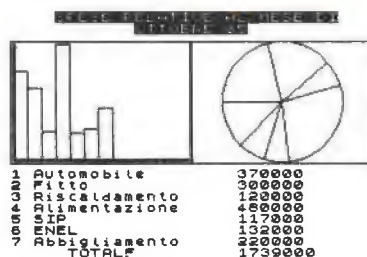 1 Automobile 370000
2 Fitto 300000
3 Riscaldamento 120000
4 Alimentazione 480000
5 SIP 117000
6 ENEL 132000
7 Abbigliamento 220000
TOTALE 1739000